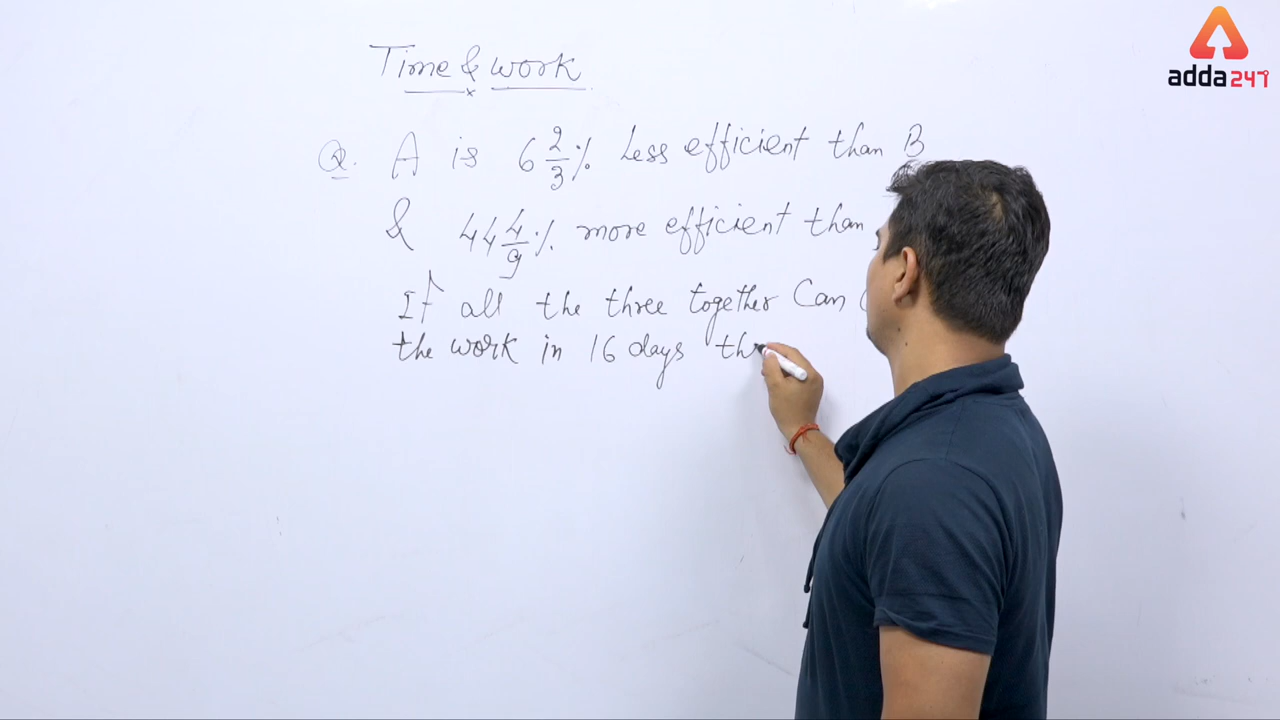 adda247
Time & work
Q. A is 6 2/3 % Less efficient than B
& 44 4/9 % more efficient than
If all the three together Can
the work in 16 days